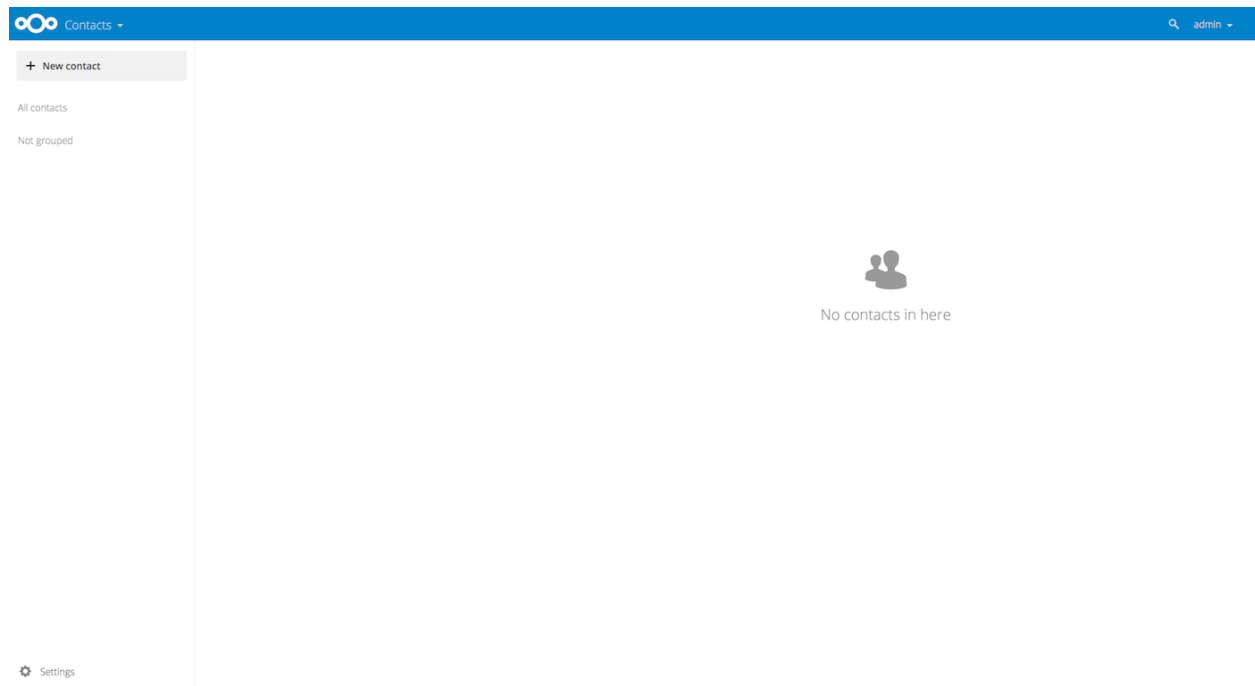 Contacts
admin
+ New contact
All contacts
Not grouped
No contacts in here
Settings